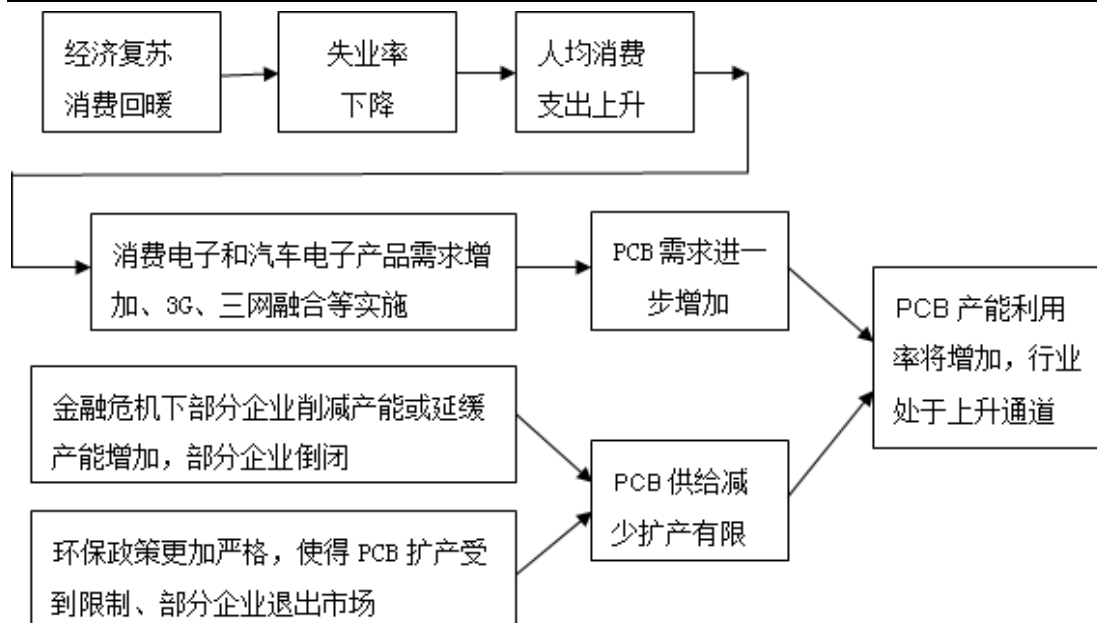 经济复苏
消费回暖
失业率
下降
人均消费
支出上升
消费电子和汽车电子产品需求增
加、3G、三网融合等实施
PCB 需求进一
步增加
PCB 产能利用
率将增加，行业
处于上升通道
金融危机下部分企业削减产能或延缓
产能增加，部分企业倒闭
PCB 供给减
少扩产有限
环保政策更加严格，使得 PCB 扩产受
到限制、部分企业退出市场